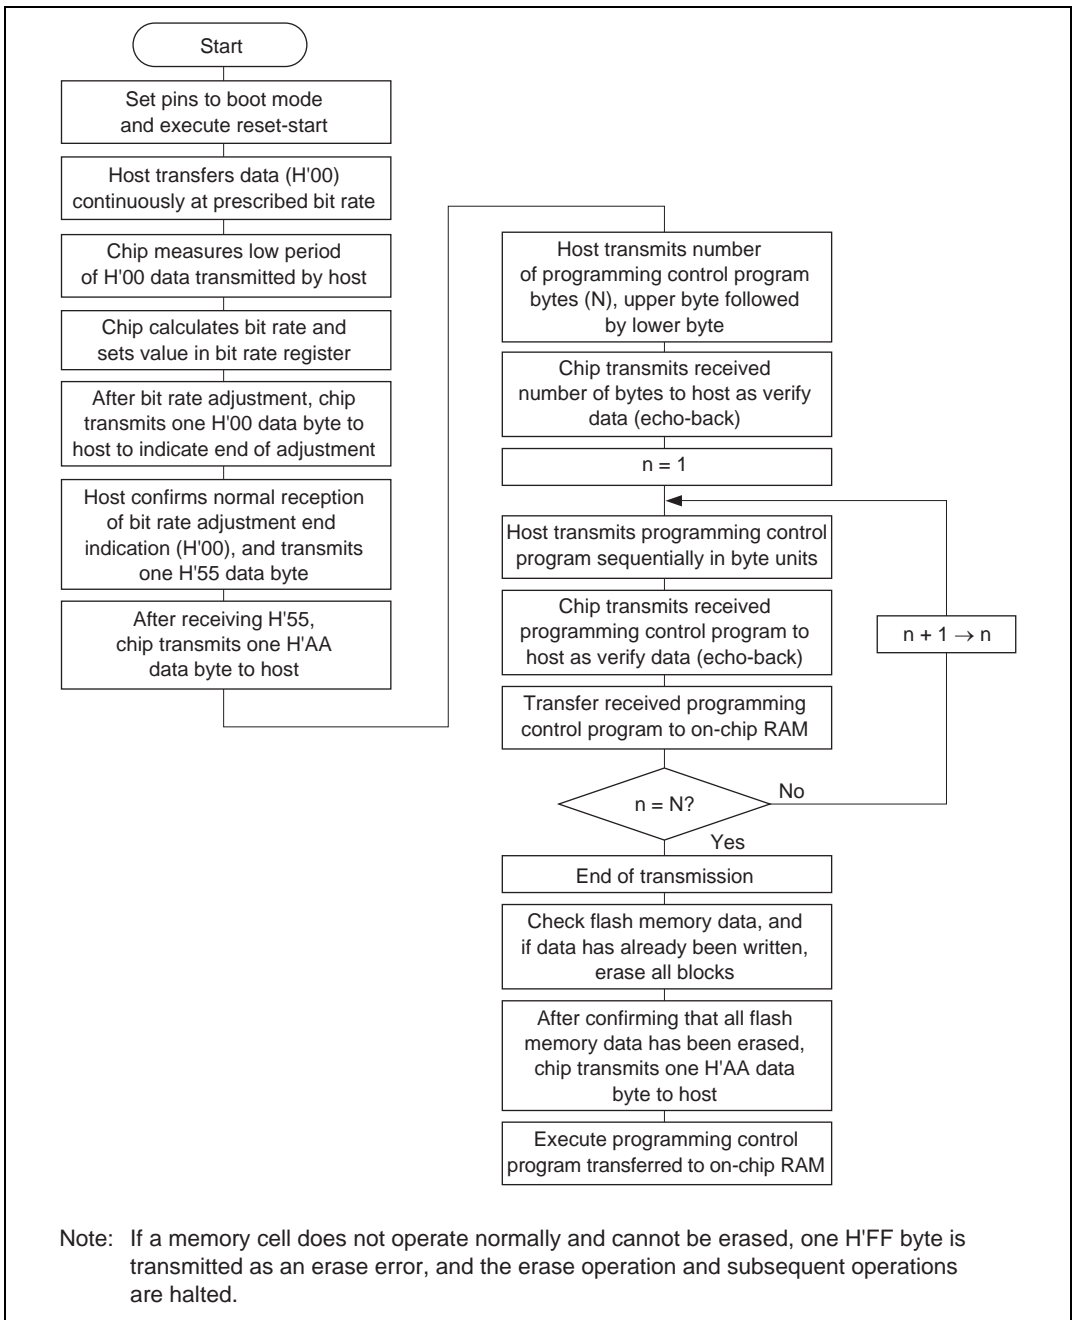 Start
Set pins to boot mode
and execute reset-start
Host transfers data (H'00)
continuously at prescribed bit rate
Chip measures low period
of H'00 data transmitted by host
Chip calculates bit rate and
sets value in bit rate register
After bit rate adjustment, chip
transmits one H'00 data byte to
host to indicate end of adjustment
Host confirms normal reception
of bit rate adjustment end
indication (H'00), and transmits
one H'55 data byte
After receiving H'55,
chip transmits one H'AA
data byte to host
Host transmits number
of programming control program
bytes (N), upper byte followed
by lower byte
Chip transmits received
number of bytes to host as verify
data (echo-back)
n = 1
Host transmits programming control
program sequentially in byte units
Chip transmits received
programming control program to
host as verify data (echo-back)
n + 1 → n
Transfer received programming
control program to on-chip RAM
n = N?
No
Yes
End of transmission
Check flash memory data, and
if data has already been written,
erase all blocks
After confirming that all flash
memory data has been erased,
chip transmits one H'AA data
byte to host
Execute programming control
program transferred to on-chip RAM
Note: If a memory cell does not operate normally and cannot be erased, one H'FF byte is
transmitted as an erase error, and the erase operation and subsequent operations
are halted.